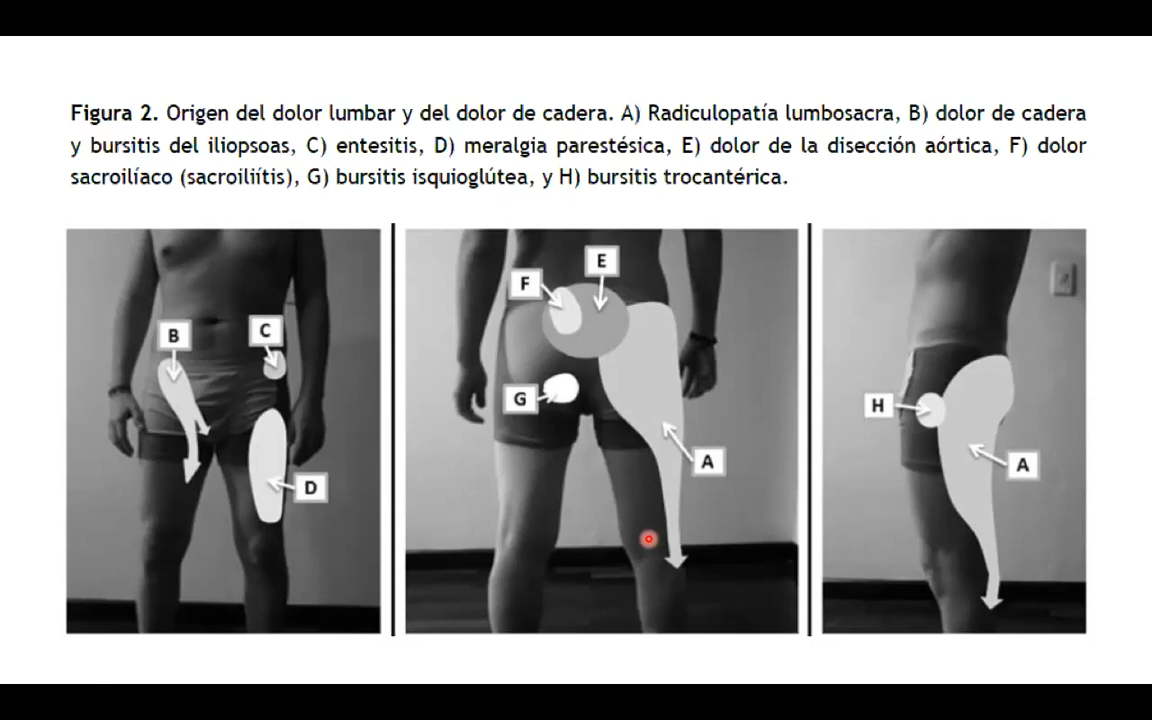 Figura 2. Origen del dolor lumbar y del dolor de cadera. A) Radiculopatía lumbosacra, B) dolor de cadera
y bursitis del iliopsoas, C) entesitis, D) meralgia parestésica, E) dolor de la disección aórtica, F) dolor
sacroilíaco (sacroiliítis), G) bursitis isquioglútea, y H) bursitis trocantérica.
B
C
D
F
E
G
A
H
A